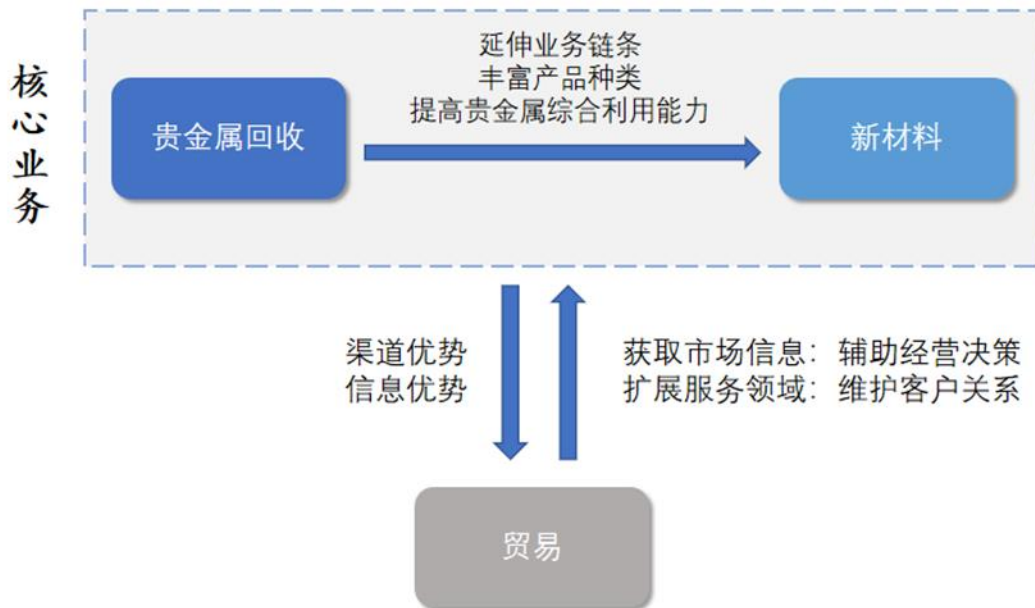 核心业务
延伸业务链条
丰富产品种类
提高贵金属综合利用能力
贵金属回收
新材料
渠道优势
信息优势
获取市场信息：辅助经营决策
扩展服务领域：维护客户关系
贸易